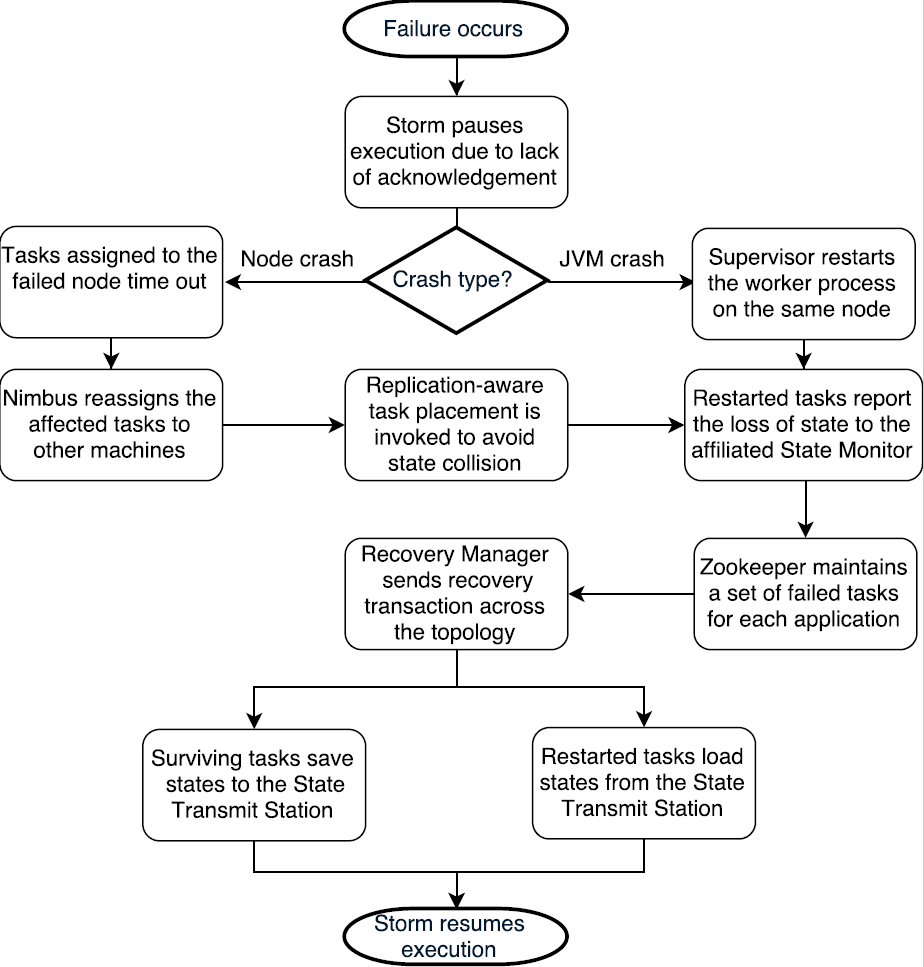 Failure occurs
Storm pauses
execution due to lack
of acknowledgement
Tasks assigned to the
failed node time out
Node crash
Crash type?
JVM crash
Supervisor restarts
the worker process
on the same node
Nimbus reassigns the
affected tasks to
other machines
Replication-aware
task placement is
invoked to avoid
state collision
Restarted tasks report
the loss of state to the
affiliated State Monitor
Recovery Manager
sends recovery
transaction across
the topology
Zookeeper maintains
a set of failed tasks
for each application
Surviving tasks save
states to the State
Transmit Station
Restarted tasks load
states from the State
Transmit Station
Storm resumes
execution